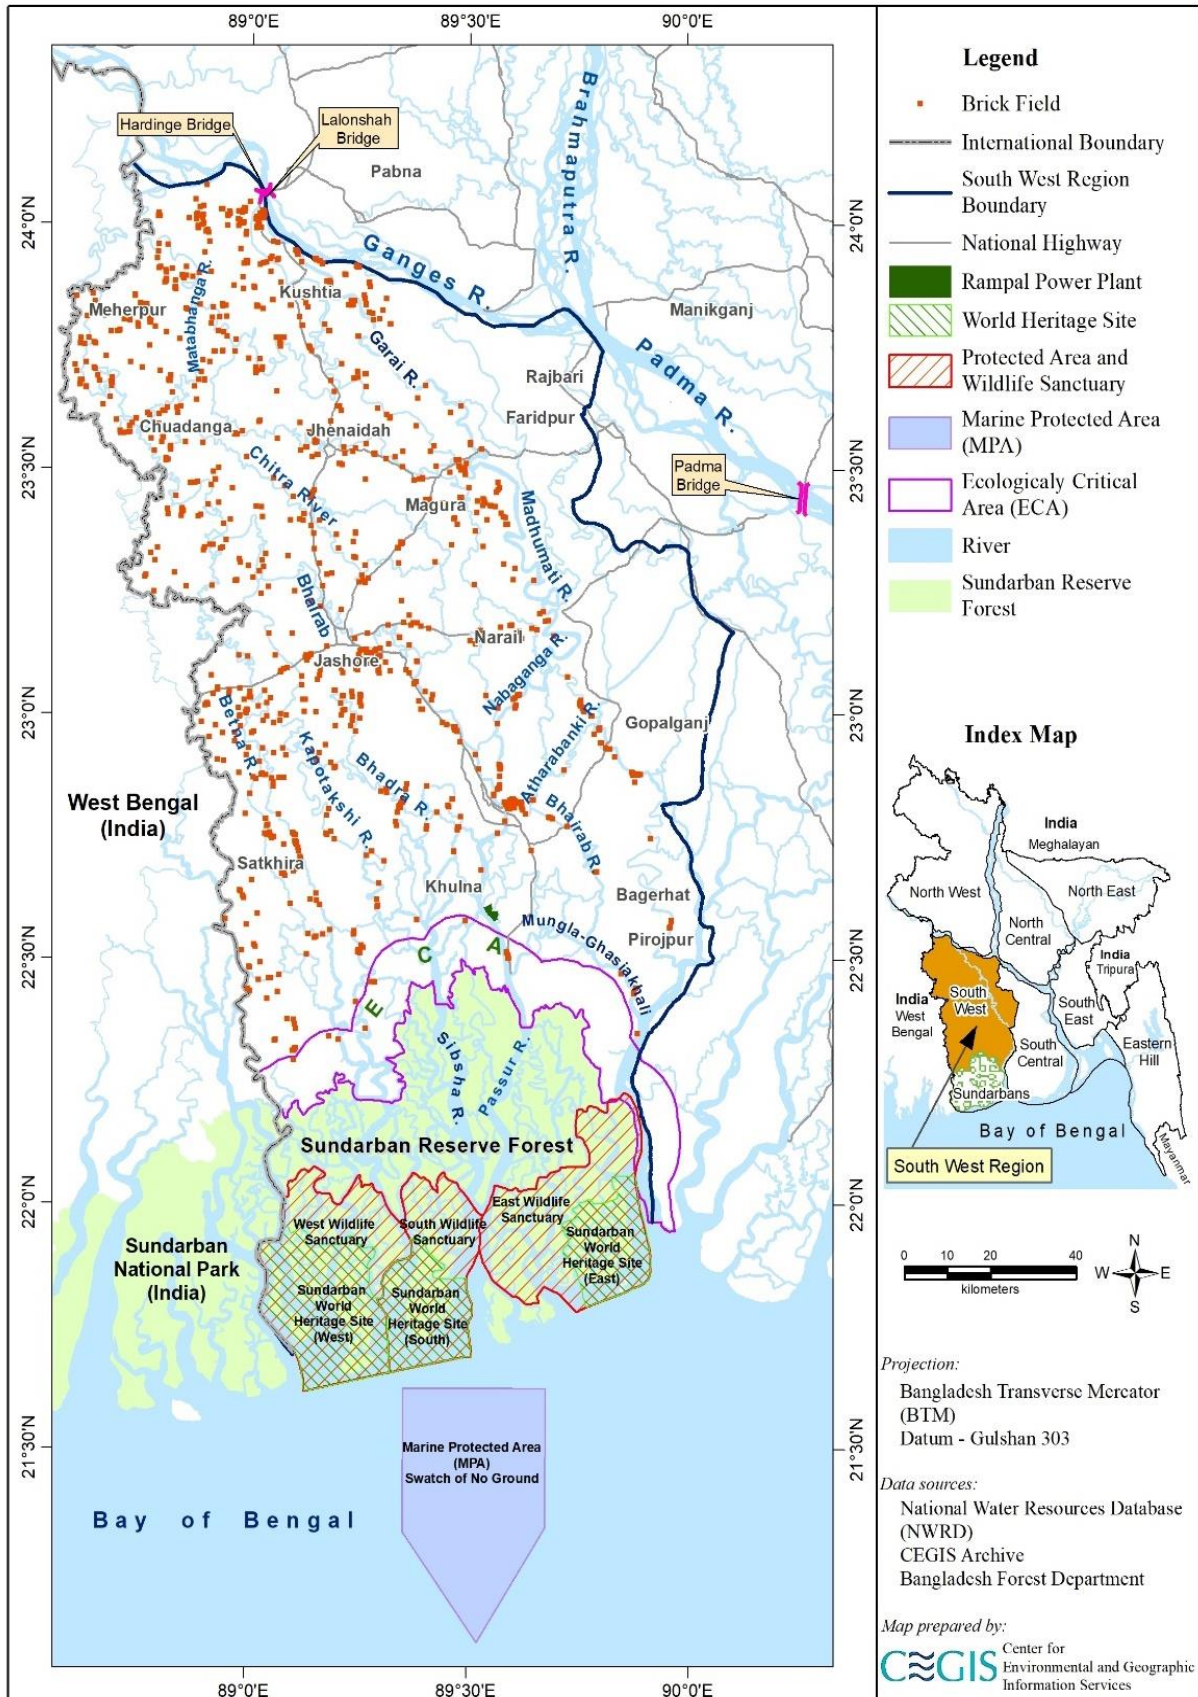 89°0'E
89°30'E
90°0'E
Hardinge Bridge
Lalonshah
Bridge
Pabna
Brahmaputra R.
24°0'N
24°0'N
Ganges R.
Kushtia
Meherpur
Matabhanga R.
Manikganj
Garai R.
Padma R.
Rajbari
Faridpur
Chuadanga
Jhenaidah
23°30'N
23°30'N
Chitra River
Padma
Bridge
Magura
Madhumati R.
Bhairab
Narail
Jashore
Nabaganga R.
23°0'N
23°0'N
Betna R
Kapotakshi R.
Gopalganj
Atharabanki R.
Bhadra R.
Bhairab R.
West Bengal
(India)
Satkhira
Khulna
Bagerhat
Mungla-Ghasiakhali
Pirojpur
22°30'N
22°30'N
E C A
Sibsha R.
Passur R.
Sundarban Reserve Forest
22°0'N
22°0'N
West Wildlife
Sanctuary
South Wildlife
Sanctuary
East Wildlife
Sanctuary
Sundarban
World
Heritage Site
(East)
Sundarban
National Park
(India)
Sundarban
World
Heritage Site
(West)
Sundarban
World
Heritage Site
(South)
21°30'N
21°30'N
Marine Protected Area
(MPA)
Swatch of No Ground
Bay of Bengal
89°0'E
89°30'E
90°0'E
Legend
Brick Field
International Boundary
South West Region
Boundary
National Highway
Rampal Power Plant
World Heritage Site
Protected Area and
Wildlife Sanctuary
Marine Protected Area
(MPA)
Ecologicaly Critical
Area (ECA)
River
Sundarban Reserve
Forest
Index Map
India
Meghalayan
North West
North East
North
Central
India
Tripura
India
West
Bengal
South
West
South
East
South
Central
Eastern
Hill
Sundarbans
Bay of Bengal
Mayanmar
South West Region
0 10 20 40
kilometers
N
W E
S
Projection:
Bangladesh Transverse Mercator
(BTM)
Datum - Gulshan 303
Data sources:
National Water Resources Database
(NWRD)
CEGIS Archive
Bangladesh Forest Department
Map prepared by:
CEGIS
Center for
Environmental and Geographic
Information Services